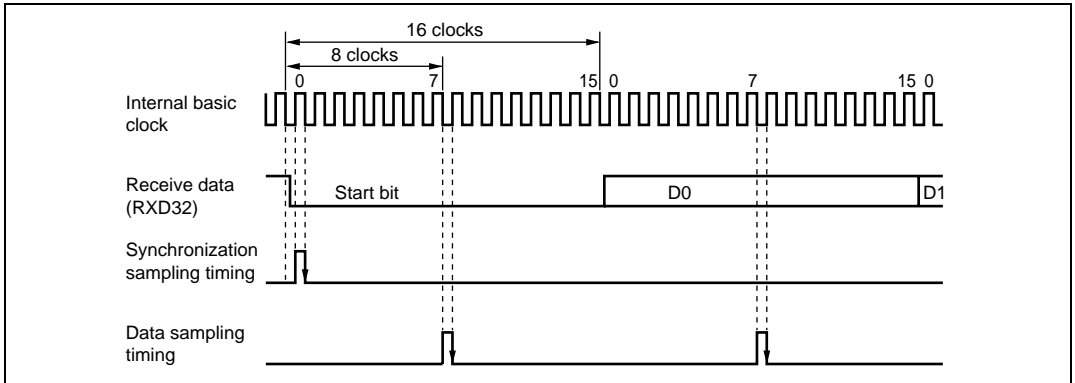 16 clocks
8 clocks
0 7 15 0 7 15 0
Internal basic
clock
Receive data
(RXD32)
Start bit D0 D1
Synchronization
sampling timing
Data sampling
timing